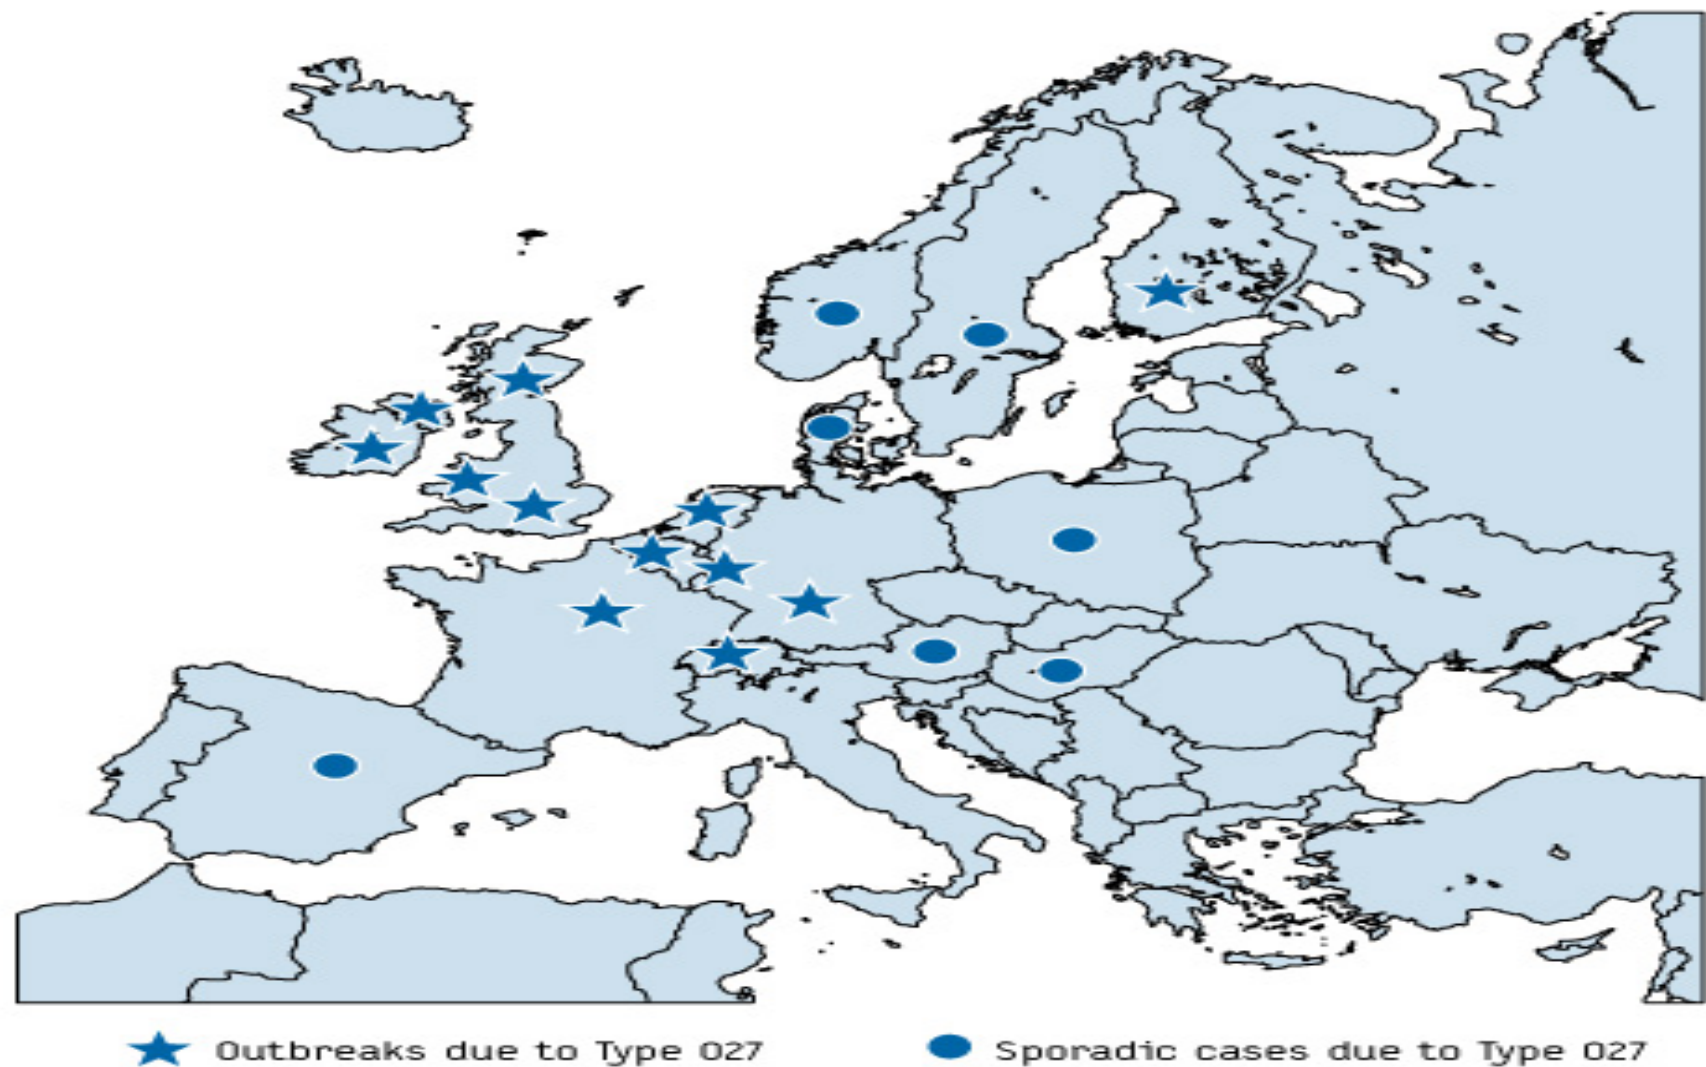 Outbreaks due to Type 027
Sporadic cases due to Type 027